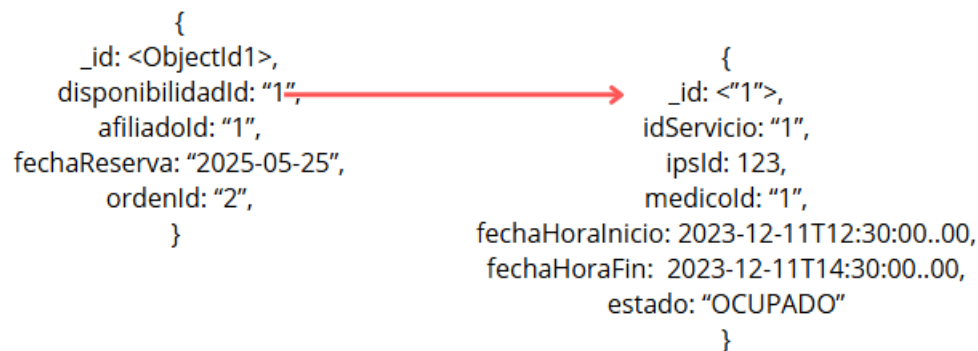 {
_id: <ObjectId1>,
disponibilidadId: “1”,
afiliadoId: “1”,
fechaReserva: “2025-05-25”,
ordenId: “2”,
}
{
_id: <”1”>,
idServicio: “1”,
ipsId: 123,
medicoId: “1”,
fechaHoraInicio: 2023-12-11T12:30:00..00,
fechaHoraFin:  2023-12-11T14:30:00..00,
estado: “OCUPADO”
}